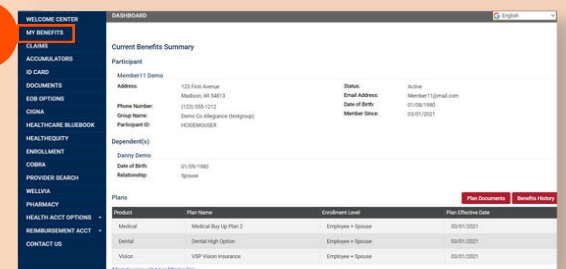 WELCOME CENTER
MY BENEFITS
CLAIMS
ACCUMULATORS
ID CARD
DOCUMENTS
EOB OPTIONS
CIGNA
HEALTHCARE BLUEBOOK
HEALTHEQUITY
ENROLLMENT
COBRA
PROVIDER SEARCH
WELLVIA
PHARMACY
HEALTH ACCT OPTIONS
REIMBURSEMENT ACCT
CONTACT US
DASHBOARD
English
Current Benefits Summary
Participant
Member11 Demo
Address: 123 First Avenue Status: Active
Madison, WI 54813 Email Address: Member11@mail.com
Phone Number: (123) 555-1212 Date of Birth: 01/08/1980
Group Name: Demo Co Allegiance (testgroup) Member Since: 03/01/2021
Participant ID: HCIDEMOUSER
Dependent(s)
Danny Demo
Date of Birth: 01/09/1980
Relationship: Spouse
Plans Plan Documents Benefits History
Product Plan Name Enrollment Level Plan Effective Date
Medical Medical Buy Up Plan 2 Employee + Spouse 03/01/2021
Dental Dental High Option Employee + Spouse 03/01/2021
Vision VSP Vision Insurance Employee + Spouse 03/01/2021